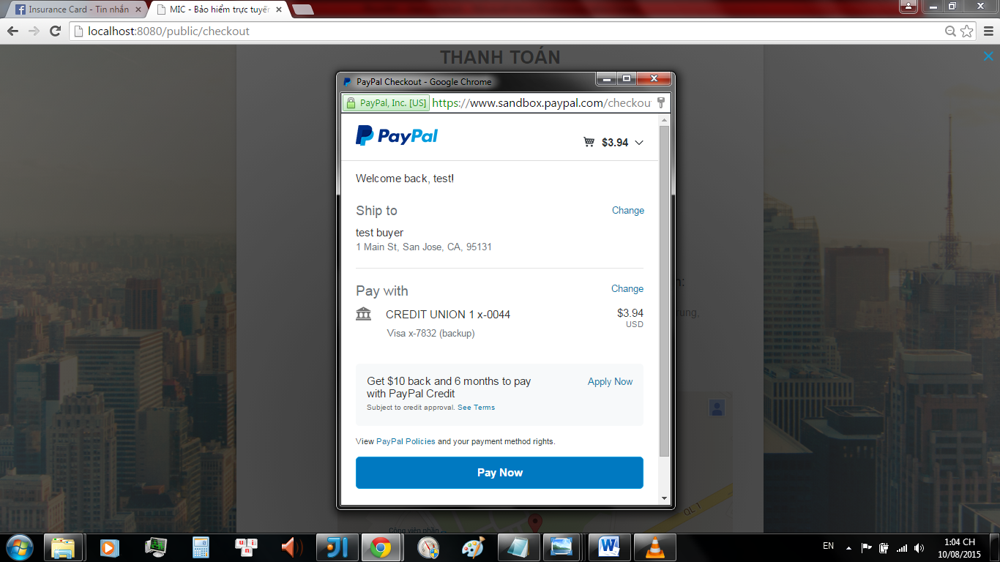 Insurance Card - Tin nhắn
MIC - Bảo hiểm trực tuyến
localhost:8080/public/checkout
THANH TOÁN
PayPal Checkout - Google Chrome
PayPal, Inc. [US] https://www.sandbox.paypal.com/checkout
PayPal
$3.94
Welcome back, test!
Ship to
Change
test buyer
1 Main St, San Jose, CA, 95131
Pay with
Change
CREDIT UNION 1 x-0044
$3.94
USD
Visa x-7832 (backup)
Get $10 back and 6 months to pay
with PayPal Credit
Apply Now
Subject to credit approval. See Terms
View PayPal Policies and your payment method rights.
Pay Now
QL 1
Công viên phần
EN
1:04 CH
10/08/2015